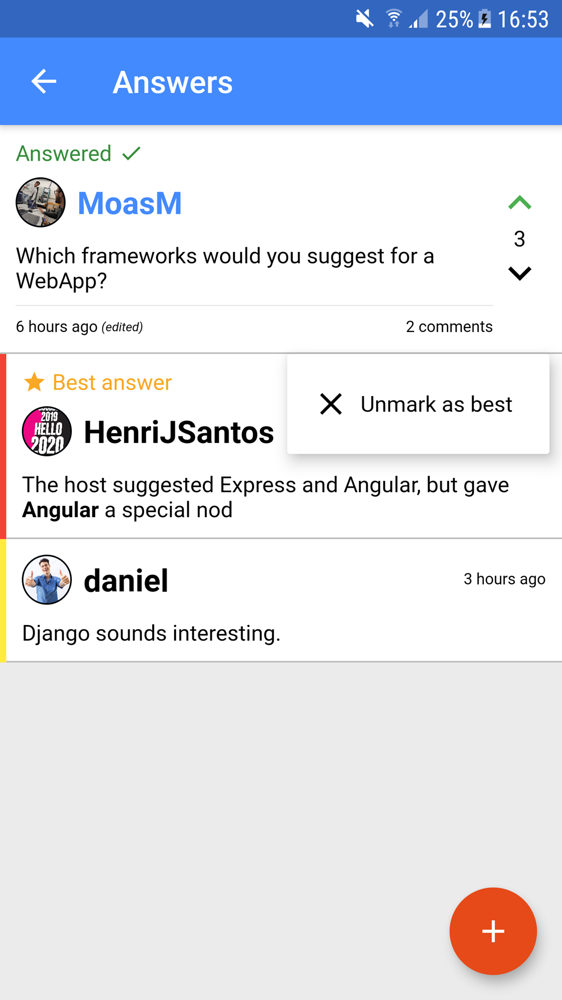 25% 16:53
Answers
Answered
MoasM
3
Which frameworks would you suggest for a
WebApp?
6 hours ago (edited)
2 comments
Best answer
Unmark as best
2019
HELLO
2020
HenriJSantos
The host suggested Express and Angular, but gave
Angular a special nod
daniel
3 hours ago
Django sounds interesting.